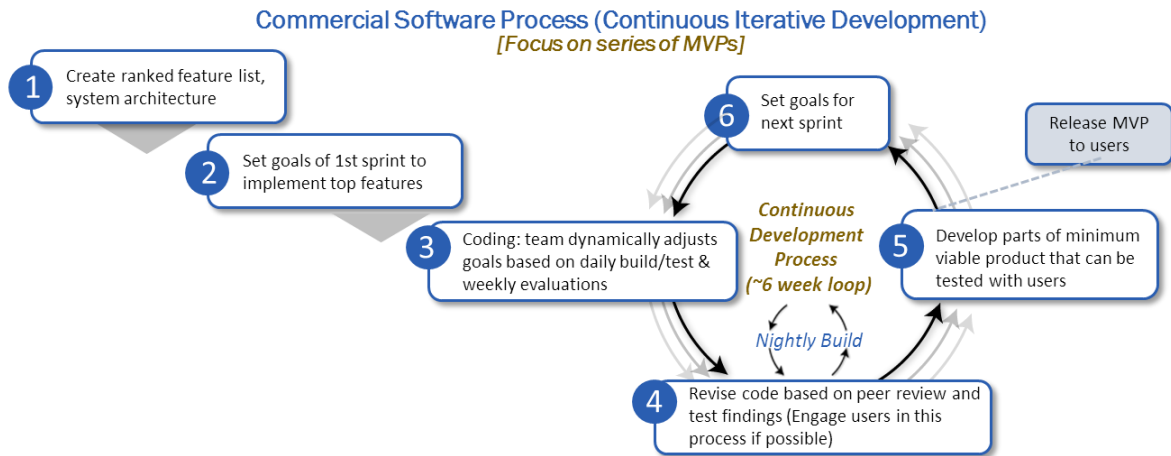 Commercial Software Process (Continuous Iterative Development)
[Focus on series of MVPs]
1
Create ranked feature list,
system architecture
2
Set goals of 1st sprint to
implement top features
3
Coding: team dynamically adjusts
goals based on daily build/test &
weekly evaluations
4
Revise code based on peer review and
test findings (Engage users in this
process if possible)
5
Develop parts of minimum
viable product that can be
tested with users
6
Set goals for
next sprint
Release MVP
to users
Continuous
Development
Process
(~6 week loop)
Nightly Build